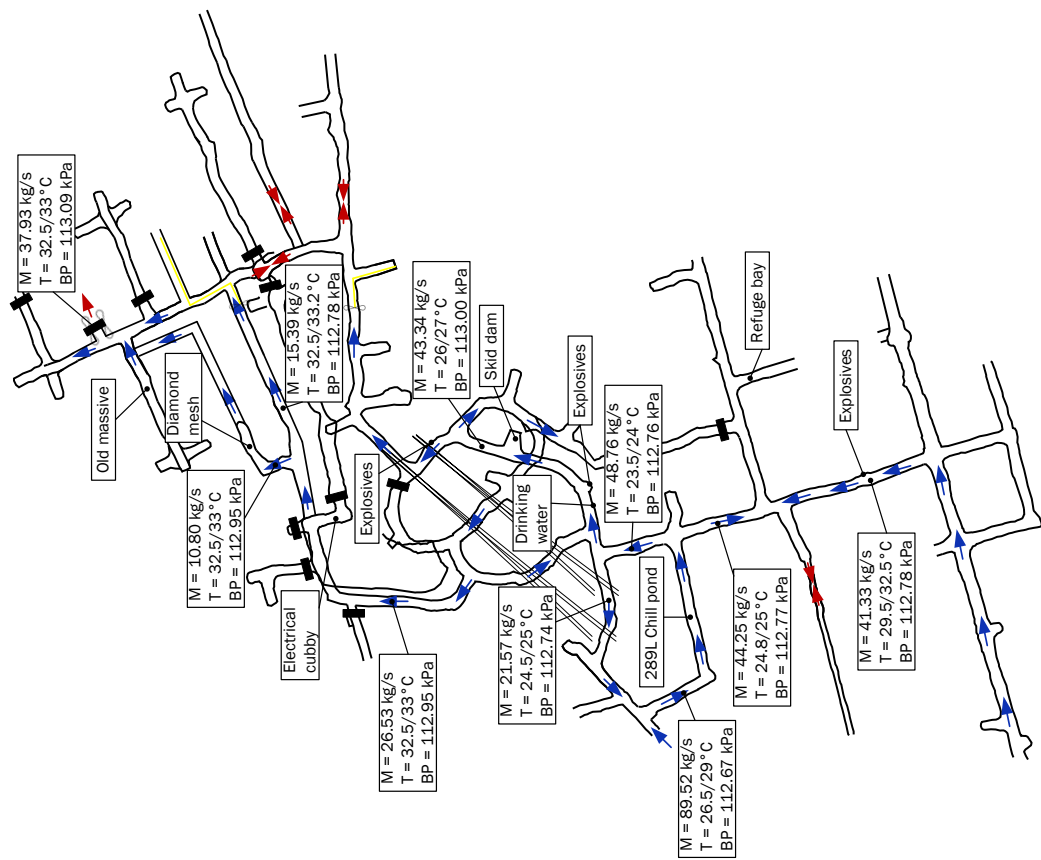 M = 37.93 kg/s
T = 32.5/33°C
BP = 113.09 kPa
Old massive
Diamond
mesh
M = 15.39 kg/s
T = 32.5/33.2°C
BP = 112.78 kPa
M = 10.80 kg/s
T = 32.5/33°C
BP = 112.95 kPa
M = 43.34 kg/s
T = 26/27°C
BP = 113.00 kPa
Skid dam
Explosives
Explosives
Refuge bay
Electrical
cubby
Drinking
water
M = 48.76 kg/s
T = 23.5/24°C
BP = 112.76 kPa
Explosives
M = 26.53 kg/s
T = 32.5/33°C
BP = 112.95 kPa
M = 21.57 kg/s
T = 24.5/25°C
BP = 112.74 kPa
289L Chill pond
M = 44.25 kg/s
T = 24.8/25°C
BP = 112.77 kPa
M = 41.33 kg/s
T = 29.5/32.5°C
BP = 112.78 kPa
M = 89.52 kg/s
T = 26.5/29°C
BP = 112.67 kPa